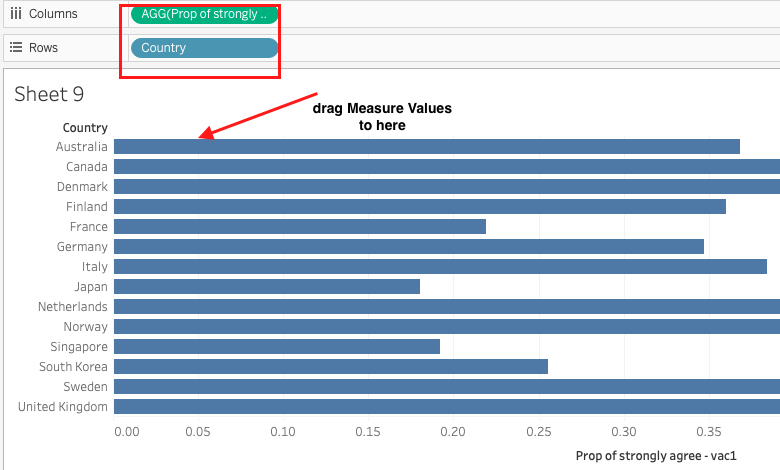 Columns
AGG(Prop of strongly ..
Rows
Country
Sheet 9
drag Measure Values
to here
Country
Australia
Canada
Denmark
Finland
France
Germany
Italy
Japan
Netherlands
Norway
Singapore
South Korea
Sweden
United Kingdom
0.00 0.05 0.10 0.15 0.20 0.25 0.30 0.35
Prop of strongly agree - vac1